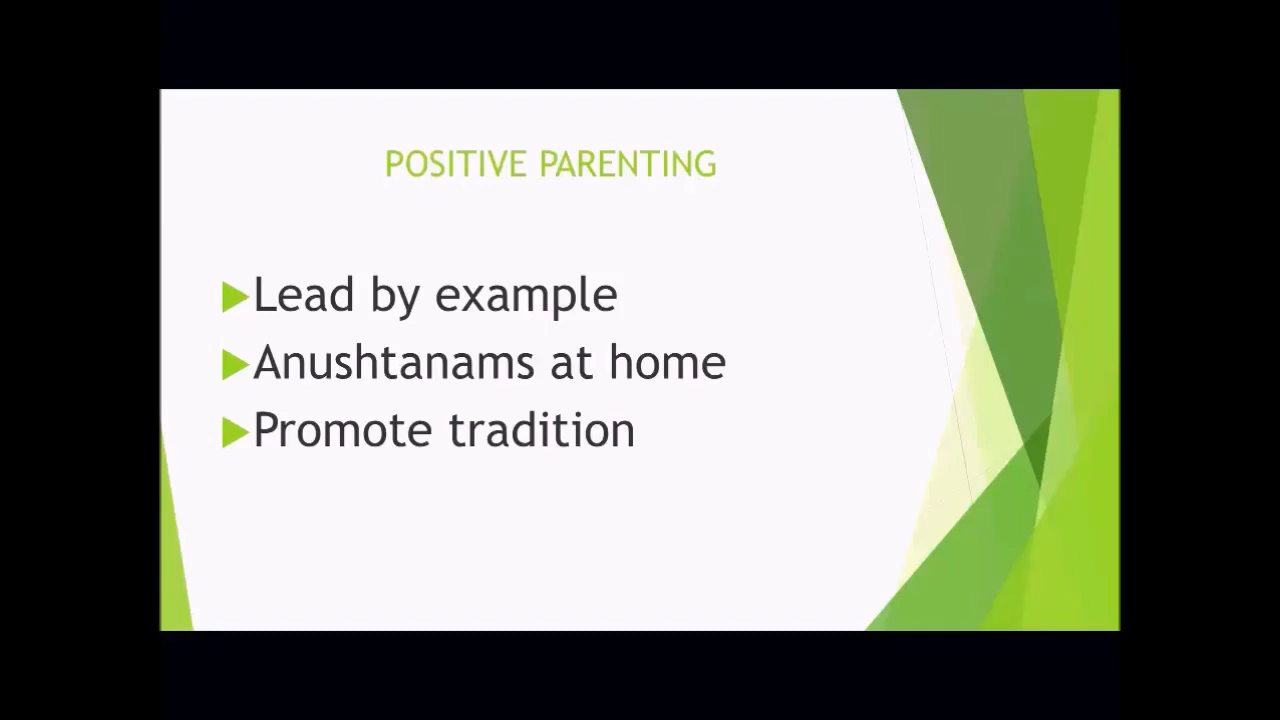 POSITIVE PARENTING
Lead by example
Anushtanams at home
Promote tradition